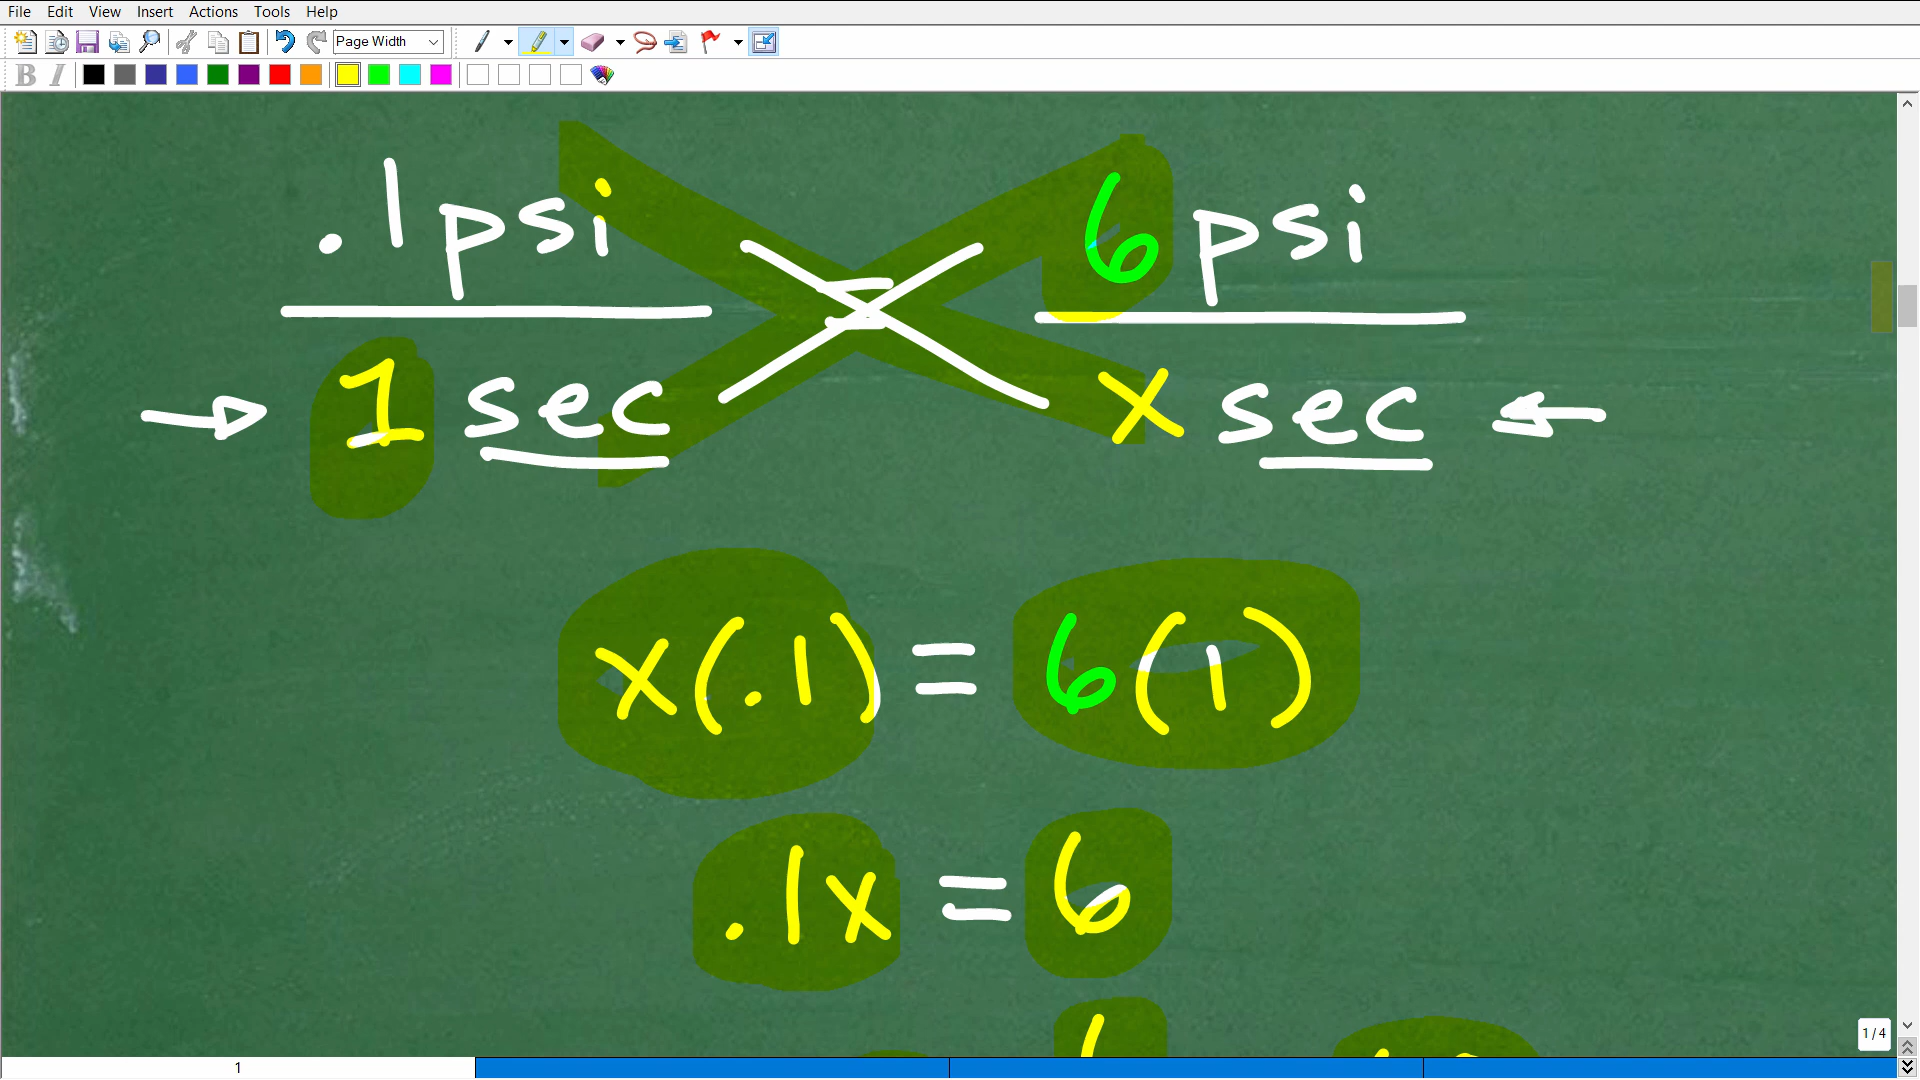 File Edit View Insert Actions Tools Help
Page Width
B I
.1 psi = 6 psi
1 sec x sec
x(.1) = 6(1)
.1x = 6
1 / 4
1